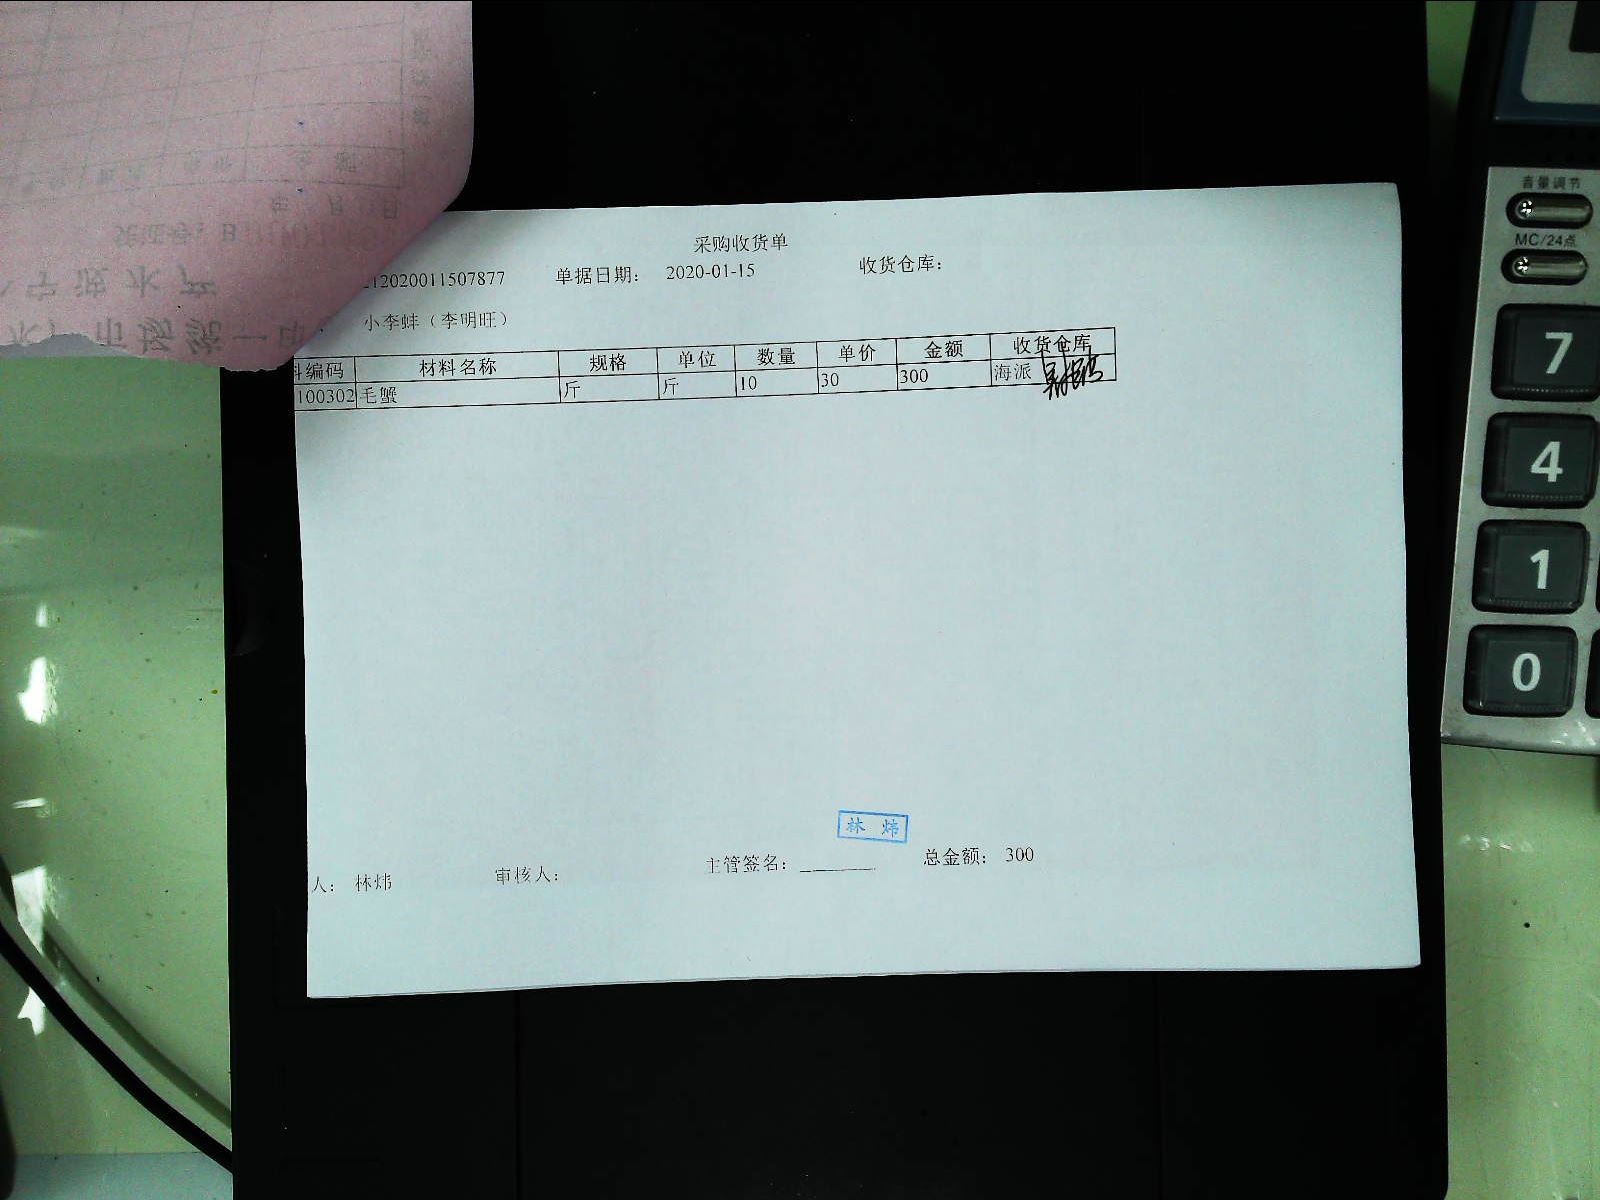 采购收货单
12020011507877 单据日期： 2020-01-15 收货仓库：
小李蚌（李明旺）
料编码 材料名称 规格 单位 数量 单价 金额 收货仓库
100302 毛蟹 斤 斤 10 30 300 海派
林 炜
人： 林炜 审核人： 主管签名： 总金额： 300
音量调节
MC/24点
7
4
1
0